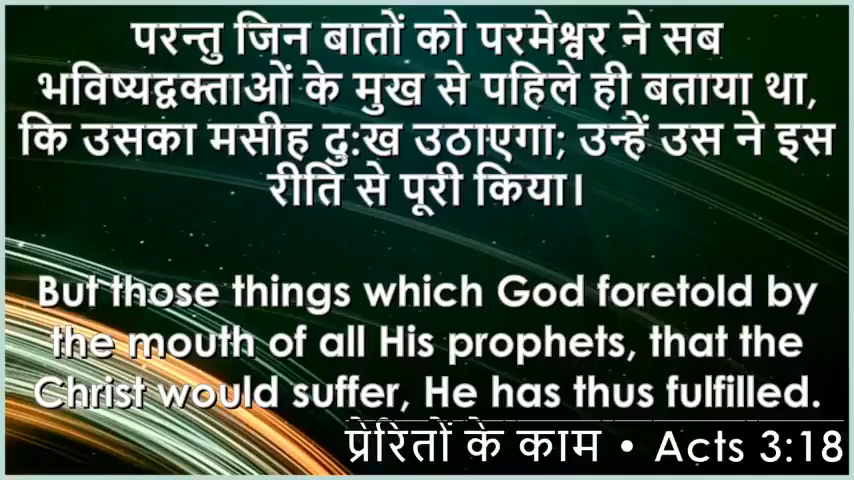 परन्तु जिन बातों को परमेश्वर ने सब
भविष्यद्वक्ताओं के मुख से पहिले ही बताया था,
कि उसका मसीह दु:ख उठाएगा; उन्हें उस ने इस
रीति से पूरी किया।
But those things which God foretold by
the mouth of all His prophets, that the
Christ would suffer, He has thus fulfilled.
प्रेरितों के काम • Acts 3:18